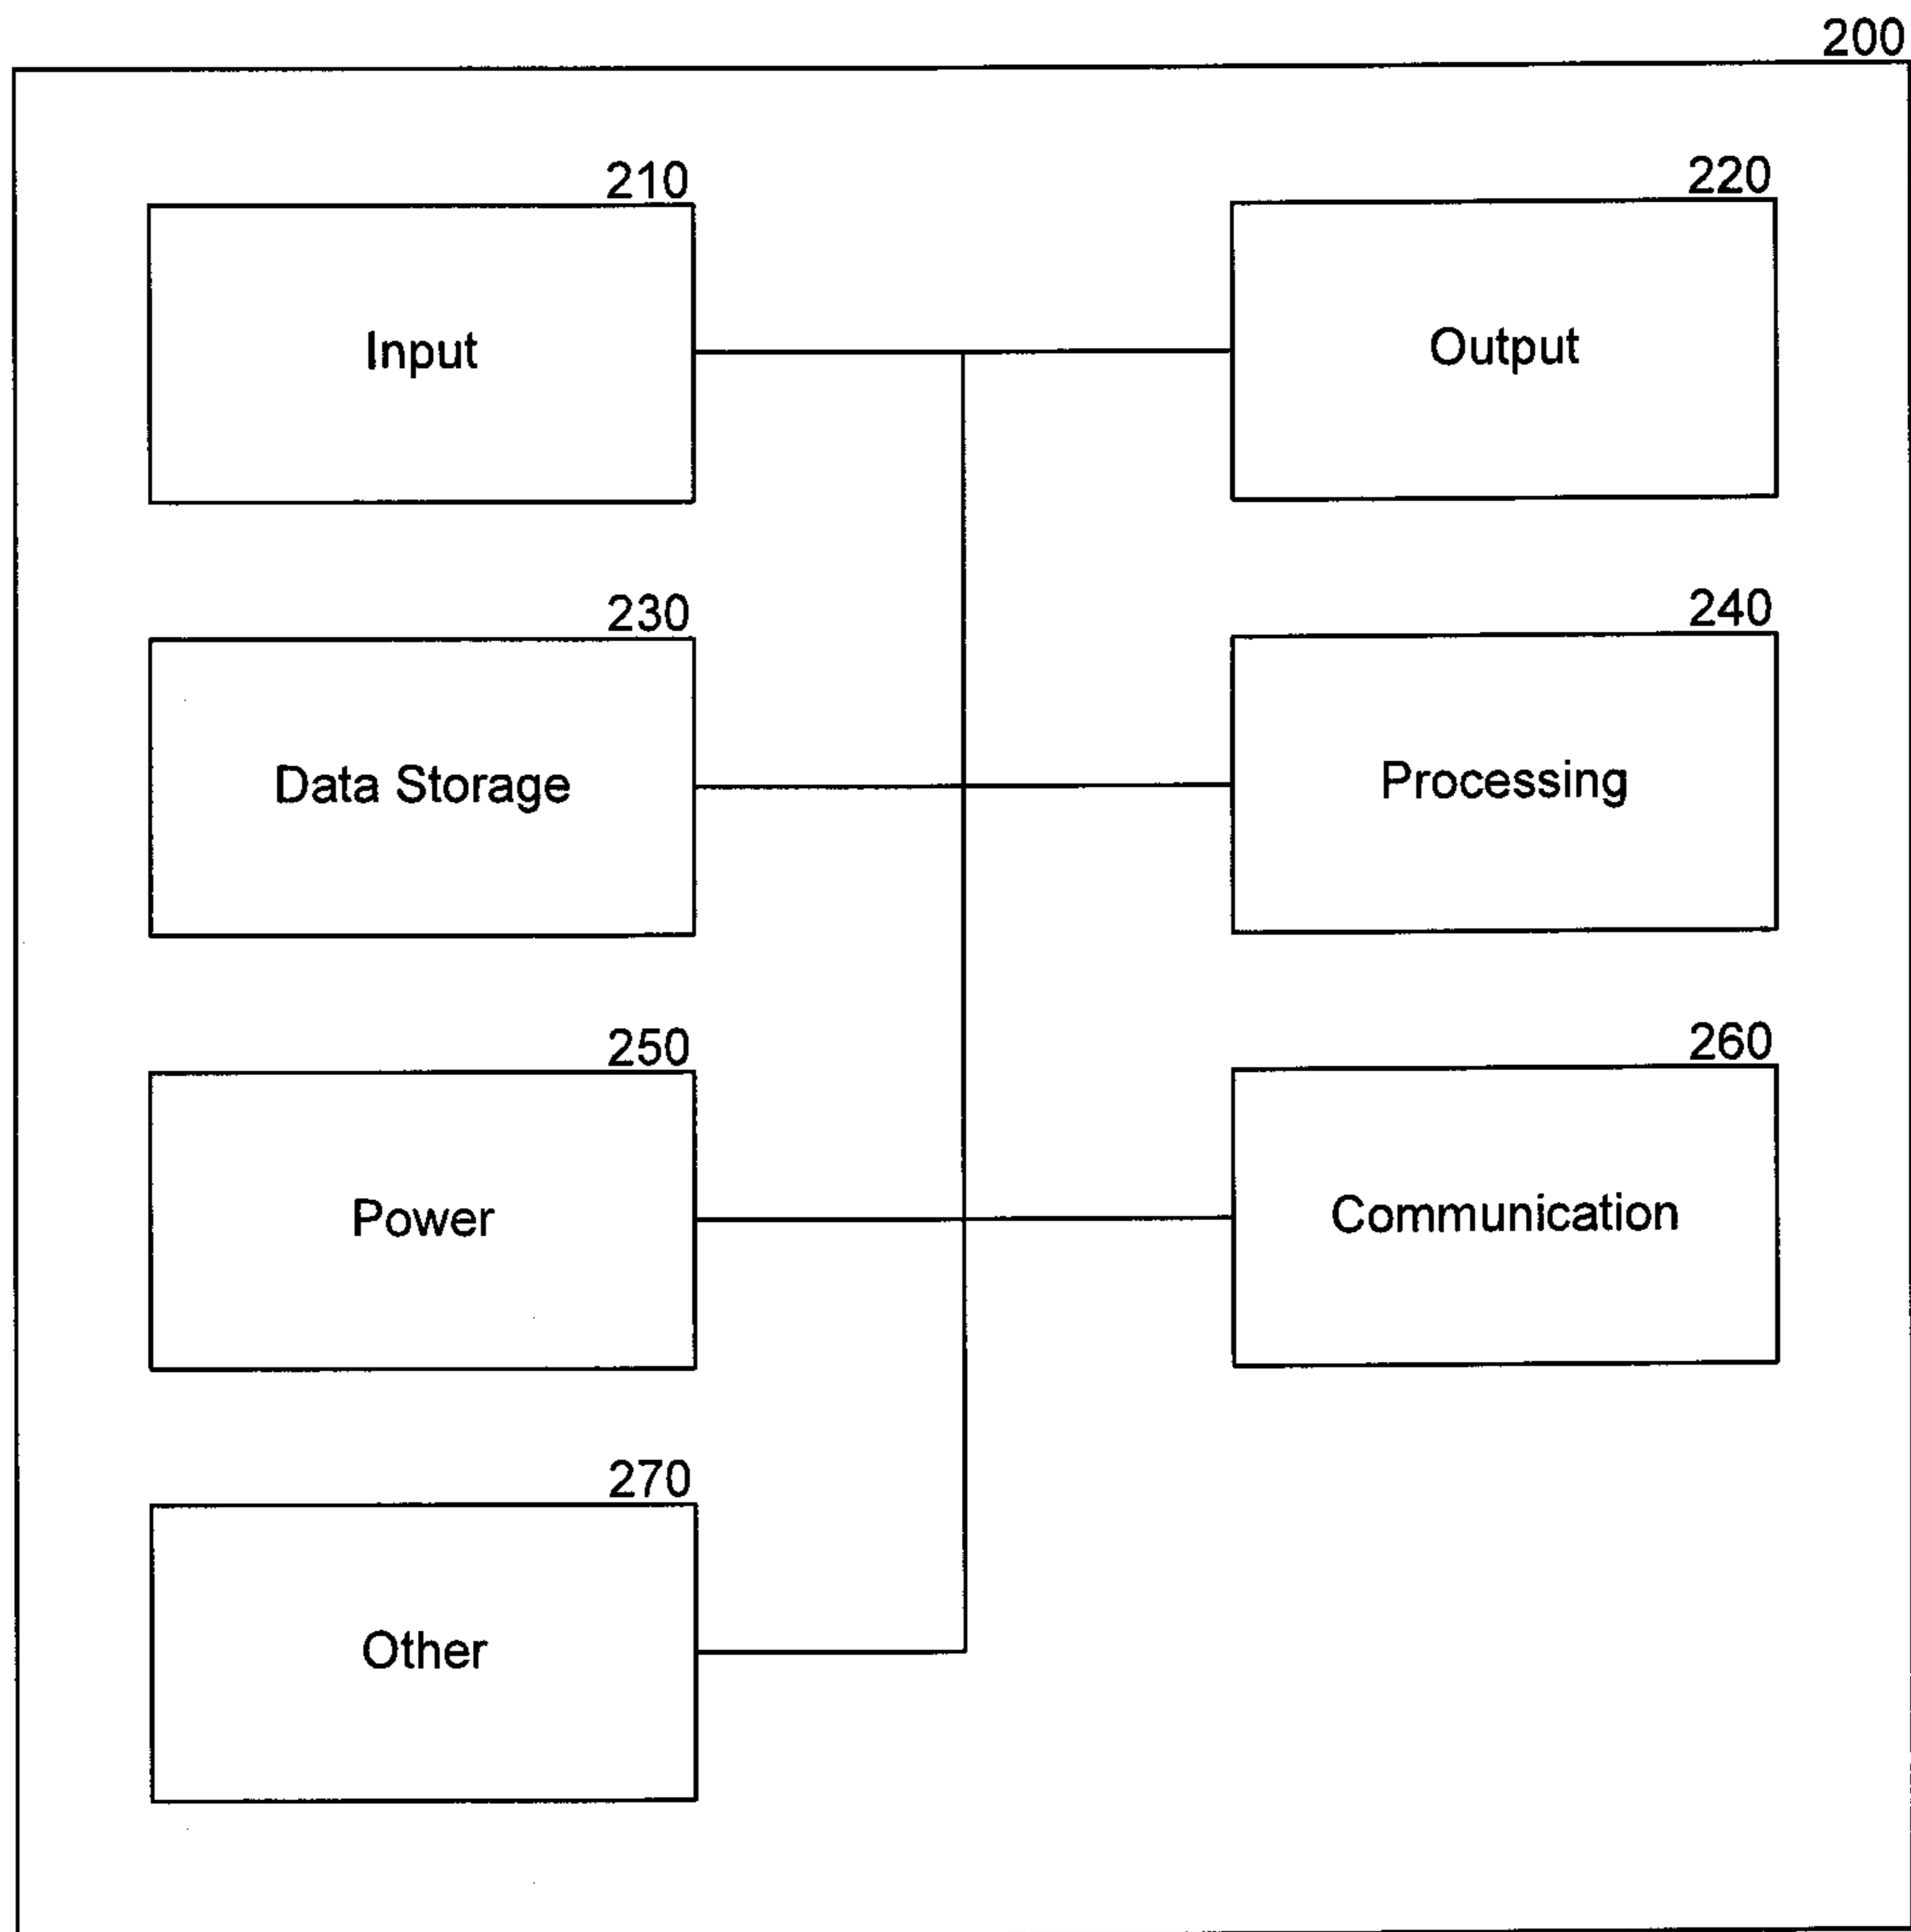 200
210
220
Input
Output
230
240
Data Storage
Processing
250
260
Power
Communication
270
Other